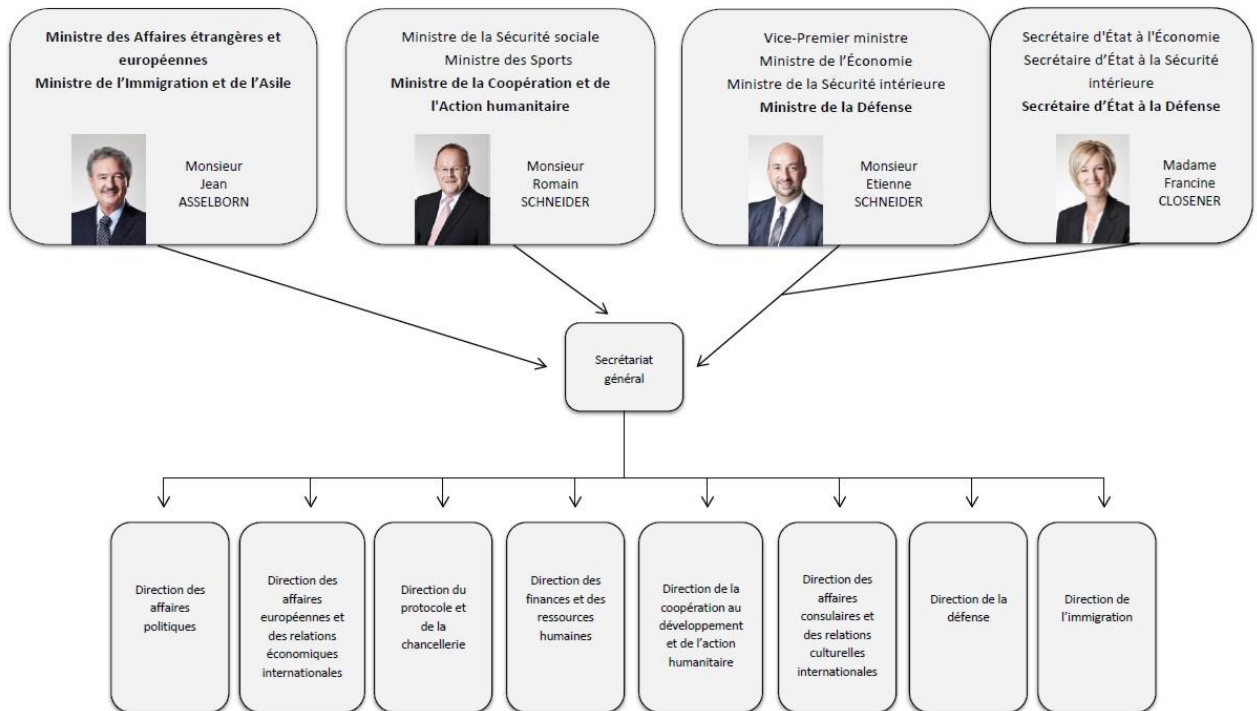 Ministre des Affaires étrangères et
européennes
Ministre de l’Immigration et de l’Asile
Monsieur
Jean
ASSELBORN
Ministre de la Sécurité sociale
Ministre des Sports
Ministre de la Coopération et de
l'Action humanitaire
Monsieur
Romain
SCHNEIDER
Vice-Premier ministre
Ministre de l’Économie
Ministre de la Sécurité intérieure
Ministre de la Défense
Monsieur
Etienne
SCHNEIDER
Secrétaire d'État à l'Économie
Secrétaire d’État à la Sécurité
intérieure
Secrétaire d’État à la Défense
Madame
Francine
CLOSENER
Secrétariat
général
Direction des
affaires
politiques
Direction des
affaires
européennes et
des relations
économiques
internationales
Direction du
protocole et
de la
chancellerie
Direction des
finances et des
ressources
humaines
Direction de la
coopération au
développement
et de l’action
humanitaire
Direction des
affaires
consulaires et
des relations
culturelles
internationales
Direction de la
défense
Direction de
l’immigration